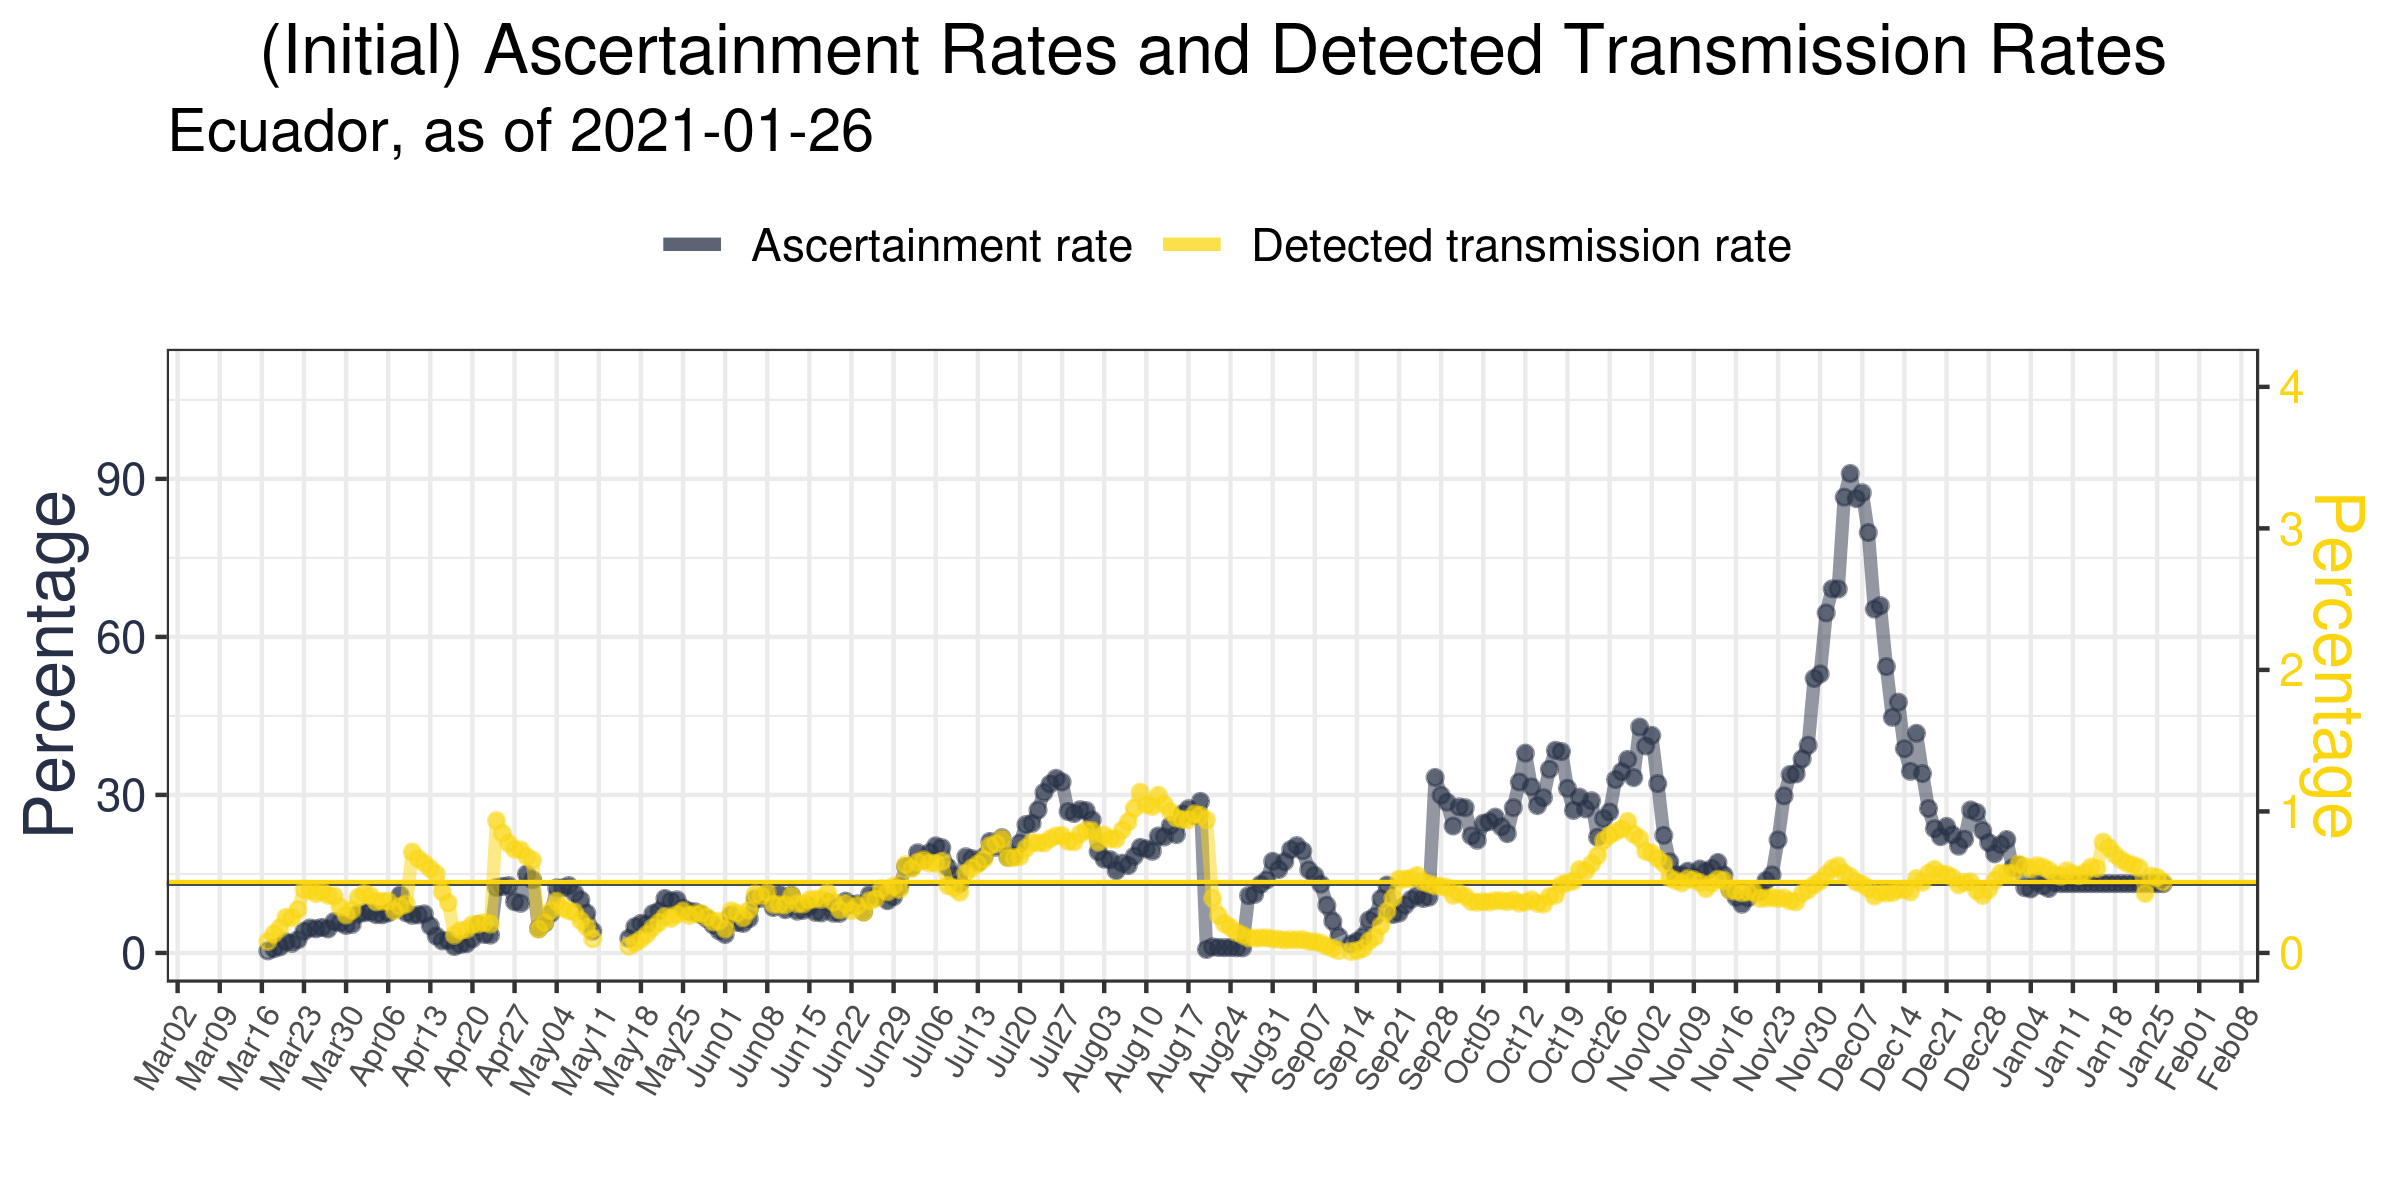 (Initial) Ascertainment Rates and Detected Transmission Rates
Ecuador, as of 2021-01-26
Ascertainment rate
Detected transmission rate
Percentage
90
60
30
0
4
3
2
1
0
Percentage
Mar02
Mar09
Mar16
Mar23
Mar30
Apr06
Apr13
Apr20
Apr27
May04
May11
May18
May25
Jun01
Jun08
Jun15
Jun22
Jun29
Jul06
Jul13
Jul20
Jul27
Aug03
Aug10
Aug17
Aug24
Aug31
Sep07
Sep14
Sep21
Sep28
Oct05
Oct12
Oct19
Oct26
Nov02
Nov09
Nov16
Nov23
Nov30
Dec07
Dec14
Dec21
Dec28
Jan04
Jan11
Jan18
Jan25
Feb01
Feb08